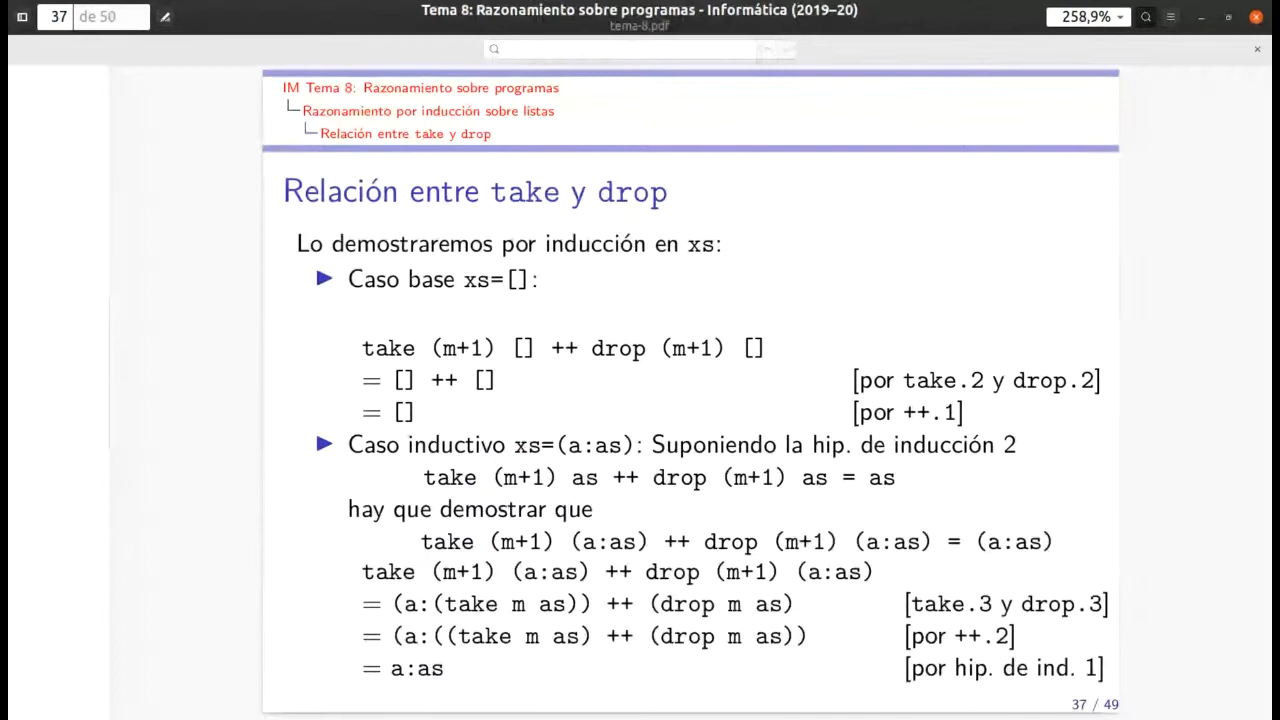 Tema 8: Razonamiento sobre programas - Informática (2019–20)
tema-8.pdf
37 de 50
258,9%
IM Tema 8: Razonamiento sobre programas
Razonamiento por inducción sobre listas
Relación entre take y drop
Relación entre take y drop
Lo demostraremos por inducción en xs:
▶ Caso base xs=[]:
take (m+1) [] ++ drop (m+1) []
= [] ++ [] [por take.2 y drop.2]
= [] [por ++.1]
▶ Caso inductivo xs=(a:as): Suponiendo la hip. de inducción 2
take (m+1) as ++ drop (m+1) as = as
hay que demostrar que
take (m+1) (a:as) ++ drop (m+1) (a:as) = (a:as)
take (m+1) (a:as) ++ drop (m+1) (a:as)
= (a:(take m as)) ++ (drop m as) [take.3 y drop.3]
= (a:((take m as) ++ (drop m as)) [por ++.2]
= a:as [por hip. de ind. 1]
37 / 49